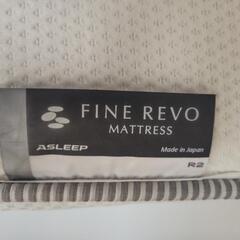 FINE REVO
MATTRESS
ASLEEP
Made in Japan
R2